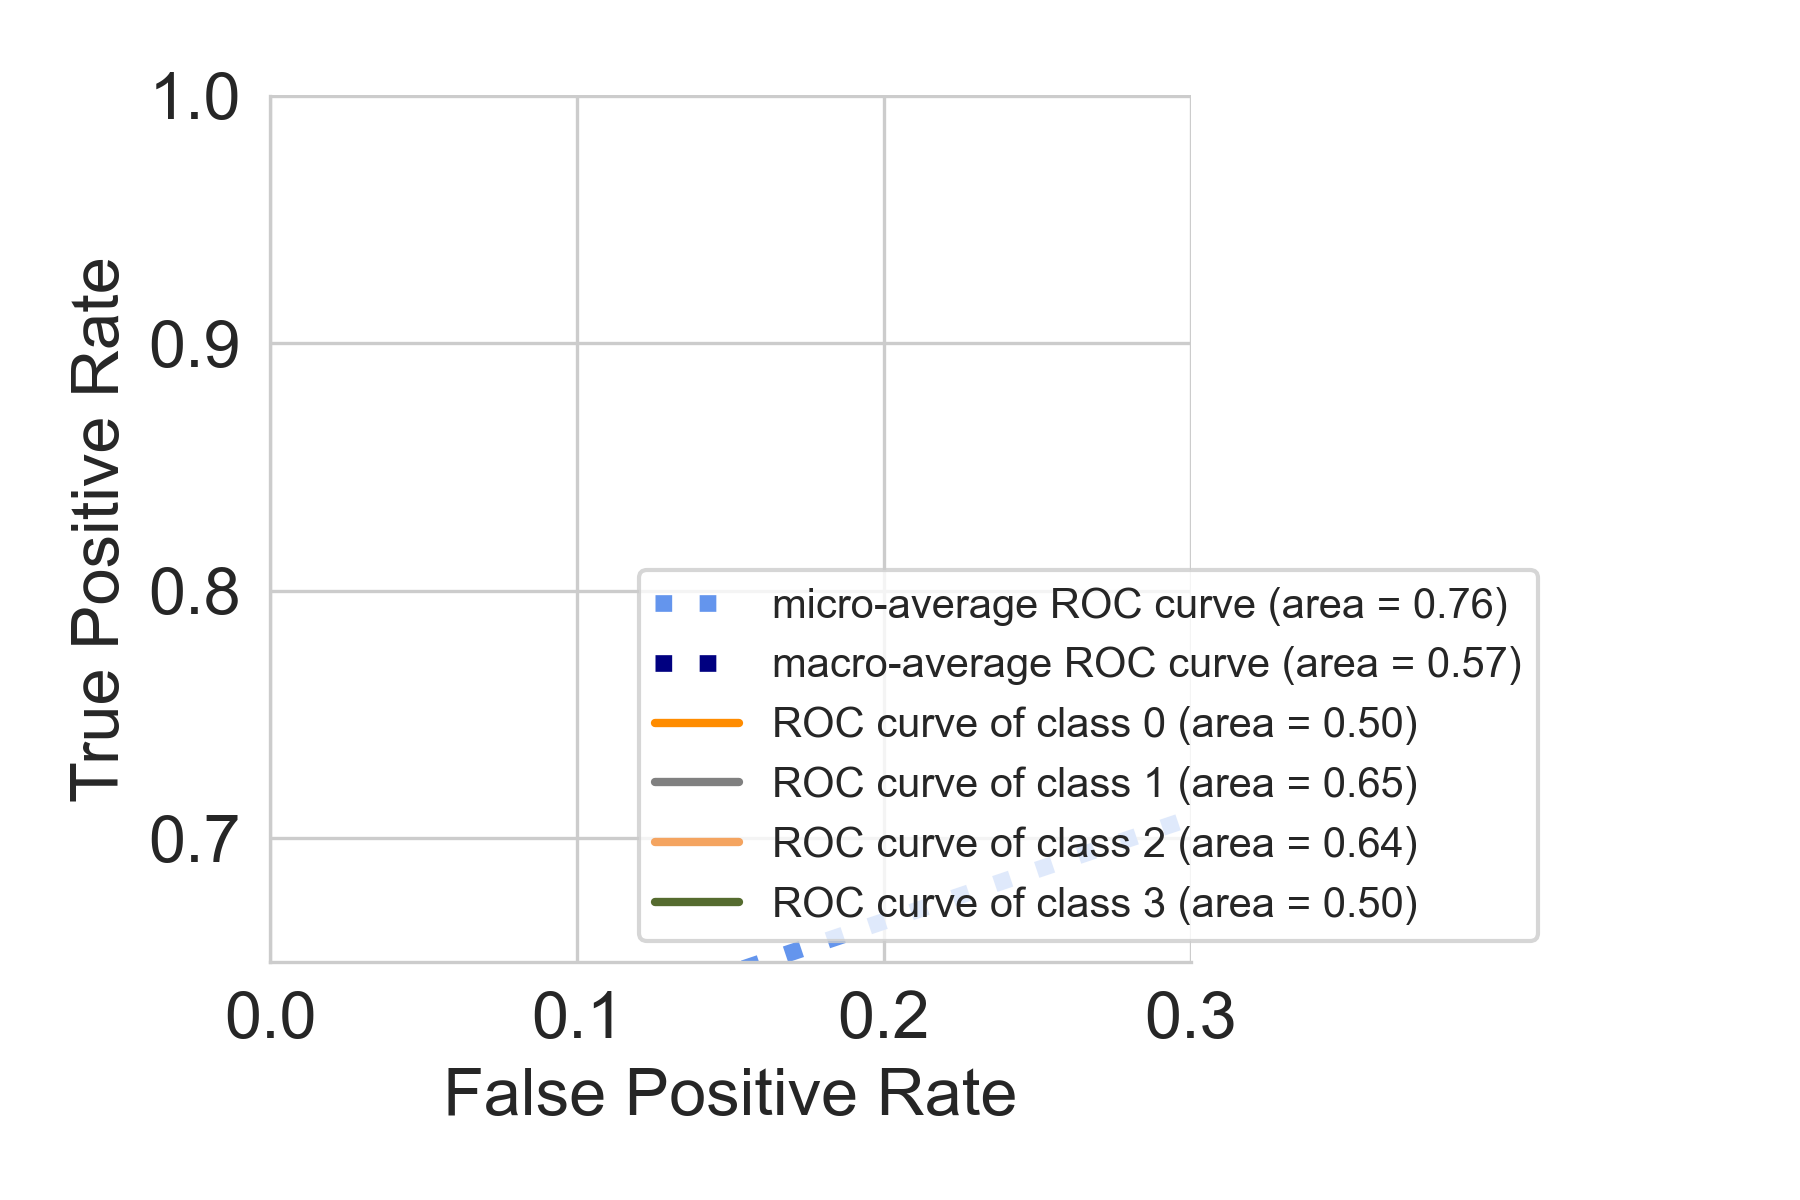 1.0
0.9
0.8
0.7
True Positive Rate
micro-average ROC curve (area = 0.76)
macro-average ROC curve (area = 0.57)
ROC curve of class 0 (area = 0.50)
ROC curve of class 1 (area = 0.65)
ROC curve of class 2 (area = 0.64)
ROC curve of class 3 (area = 0.50)
0.0 0.1 0.2 0.3
False Positive Rate